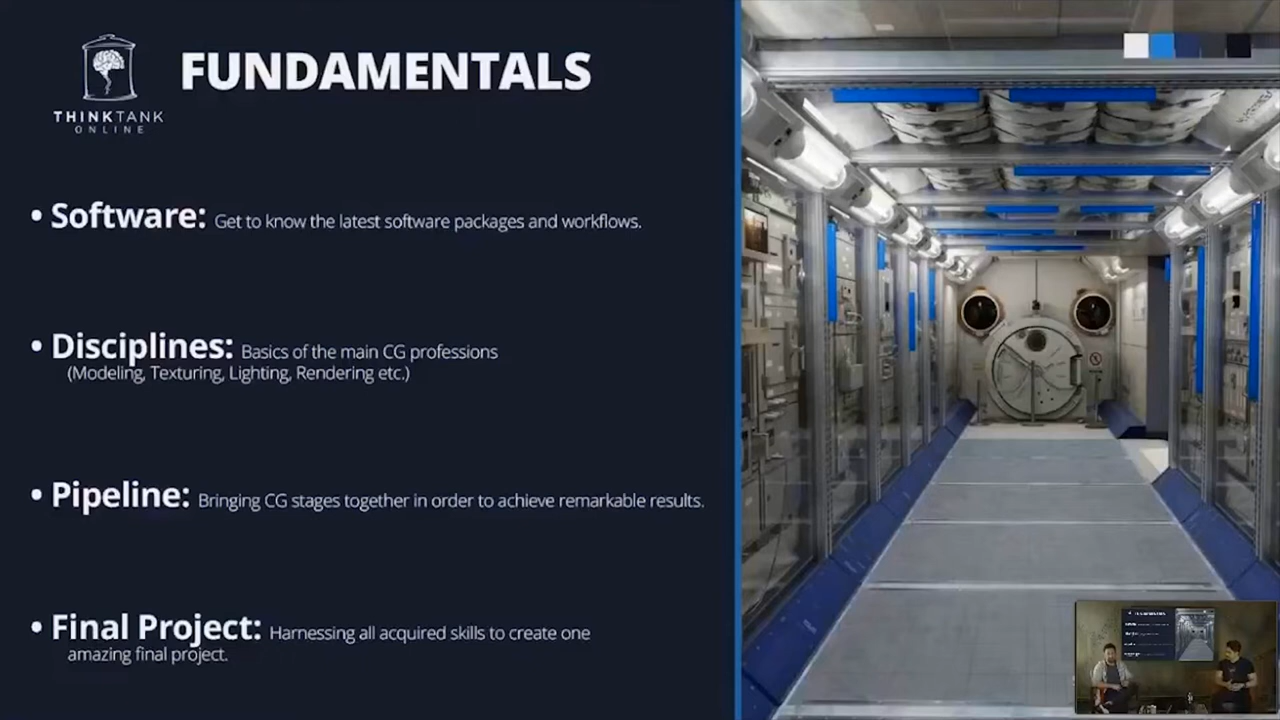 THINKTANK
ONLINE
FUNDAMENTALS
• Software: Get to know the latest software packages and workflows.
• Disciplines: Basics of the main CG professions
(Modeling, Texturing, Lighting, Rendering etc.)
• Pipeline: Bringing CG stages together in order to achieve remarkable results.
• Final Project: Harnessing all acquired skills to create one
amazing final project.